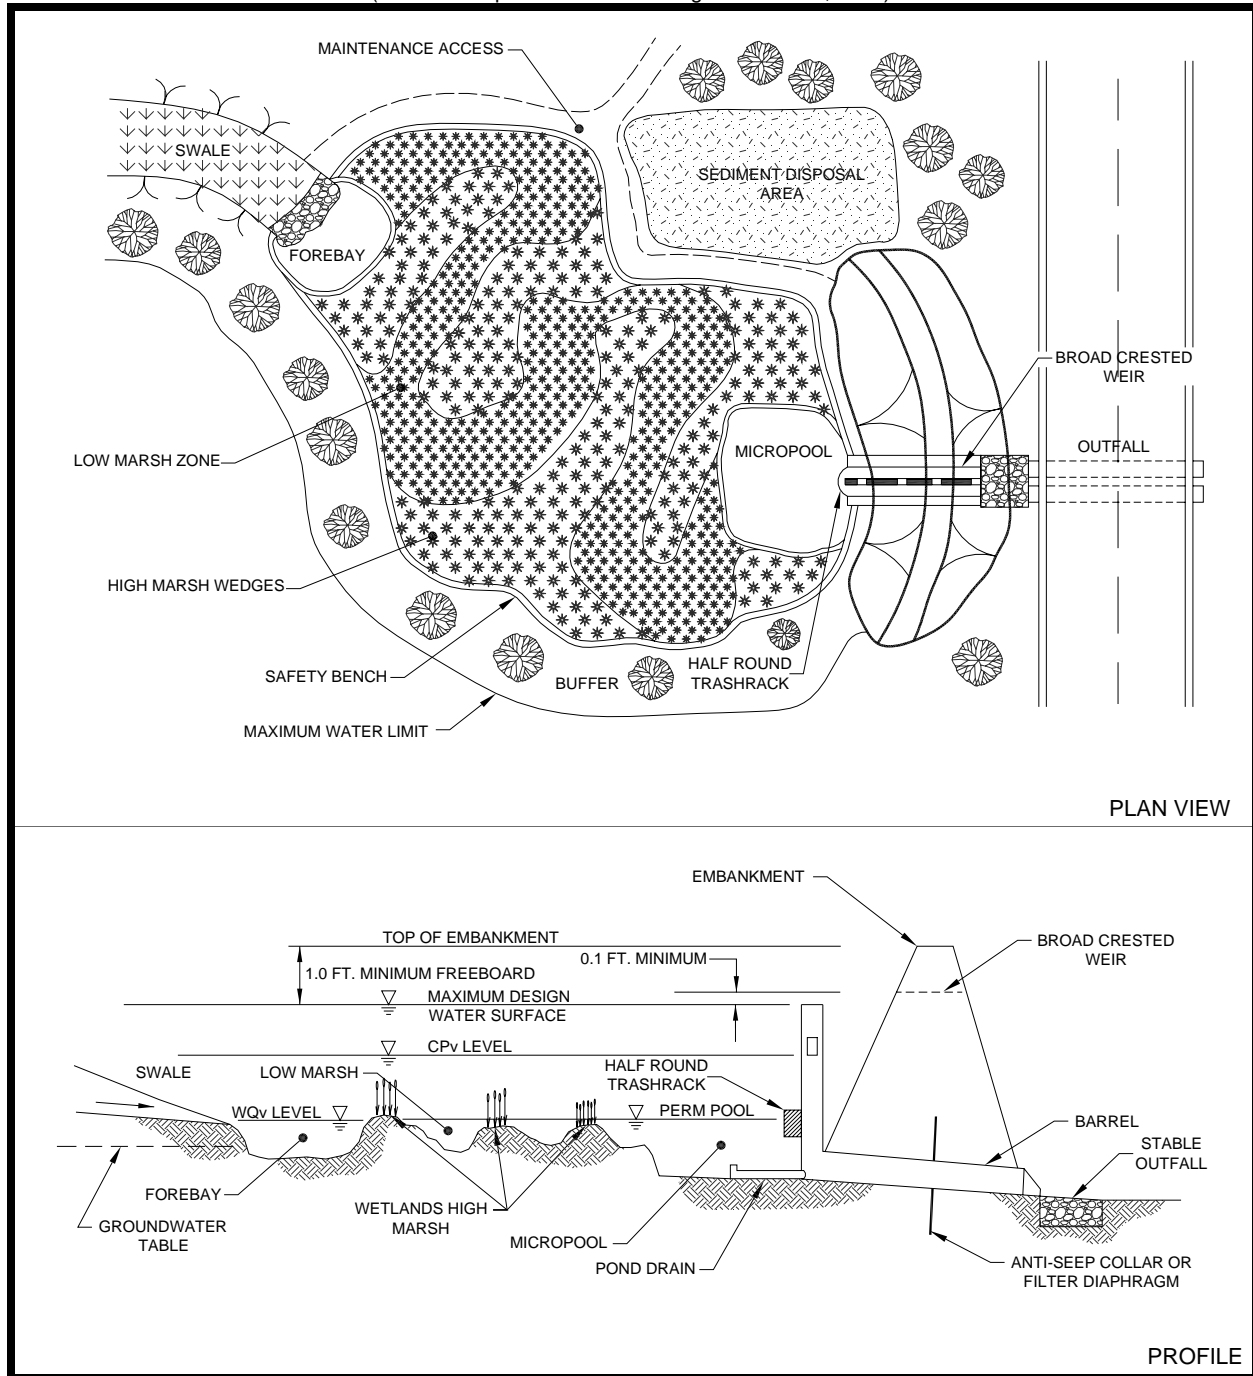 MAINTENANCE ACCESS
SWALE
SEDIMENT DISPOSAL
AREA
FOREBAY
BROAD CRESTED
WEIR
OUTFALL
MICROPOOL
LOW MARSH ZONE
HIGH MARSH WEDGES
HALF ROUND
TRASHRACK
SAFETY BENCH
BUFFER
MAXIMUM WATER LIMIT
PLAN VIEW
EMBANKMENT
TOP OF EMBANKMENT
BROAD CRESTED
WEIR
0.1 FT. MINIMUM
1.0 FT. MINIMUM FREEBOARD
MAXIMUM DESIGN
WATER SURFACE
CPv LEVEL
HALF ROUND
TRASHRACK
SWALE
LOW MARSH
WQv LEVEL
PERM POOL
BARREL
STABLE
OUTFALL
FOREBAY
WETLANDS HIGH
MARSH
GROUNDWATER
TABLE
MICROPOOL
POND DRAIN
ANTI-SEEP COLLAR OR
FILTER DIAPHRAGM
PROFILE